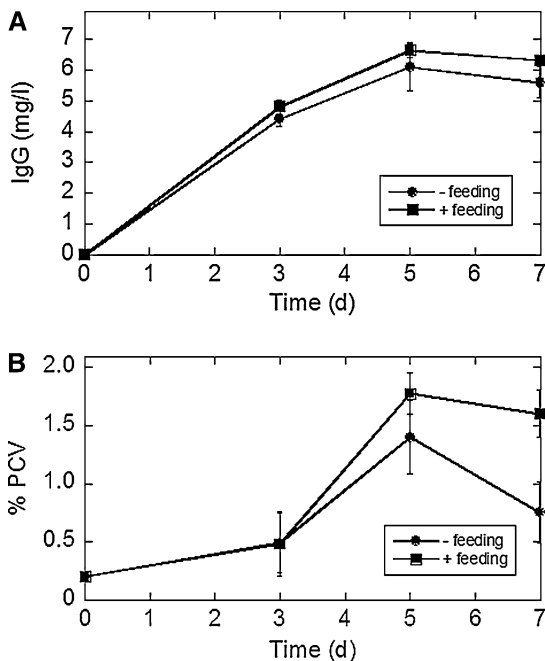 A
IgG (mg/l)
7
6
5
4
3
2
1
0
- feeding
+ feeding
0 1 2 3 4 5 6 7
Time (d)
B
% PCV
2.0
1.5
1.0
0.5
0
- feeding
+ feeding
0 1 2 3 4 5 6 7
Time (d)